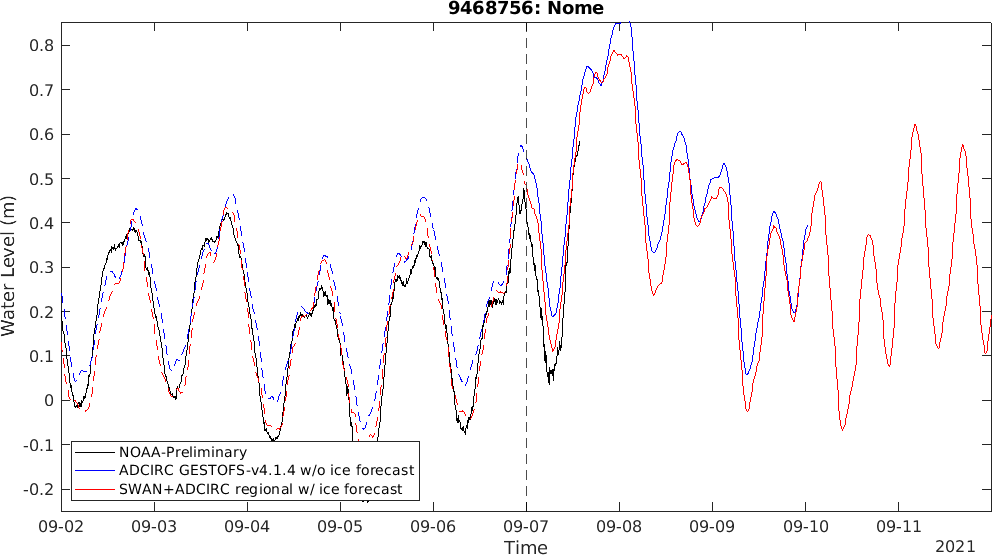 9468756: Nome
0.8
0.7
0.6
0.5
0.4
0.3
0.2
0.1
0
-0.1
-0.2
Water Level (m)
NOAA-Preliminary
ADCIRC GESTOFS-v4.1.4 w/o ice forecast
SWAN+ADCIRC regional w/ ice forecast
09-02 09-03 09-04 09-05 09-06 09-07 09-08 09-09 09-10 09-11
Time
2021